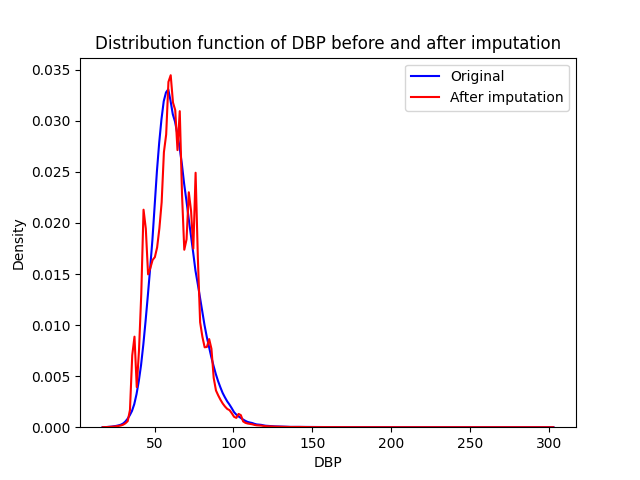 Distribution function of DBP before and after imputation
Original
After imputation
0.035
0.030
0.025
0.020
0.015
0.010
0.005
0.000
Density
50
100
150
200
250
300
DBP